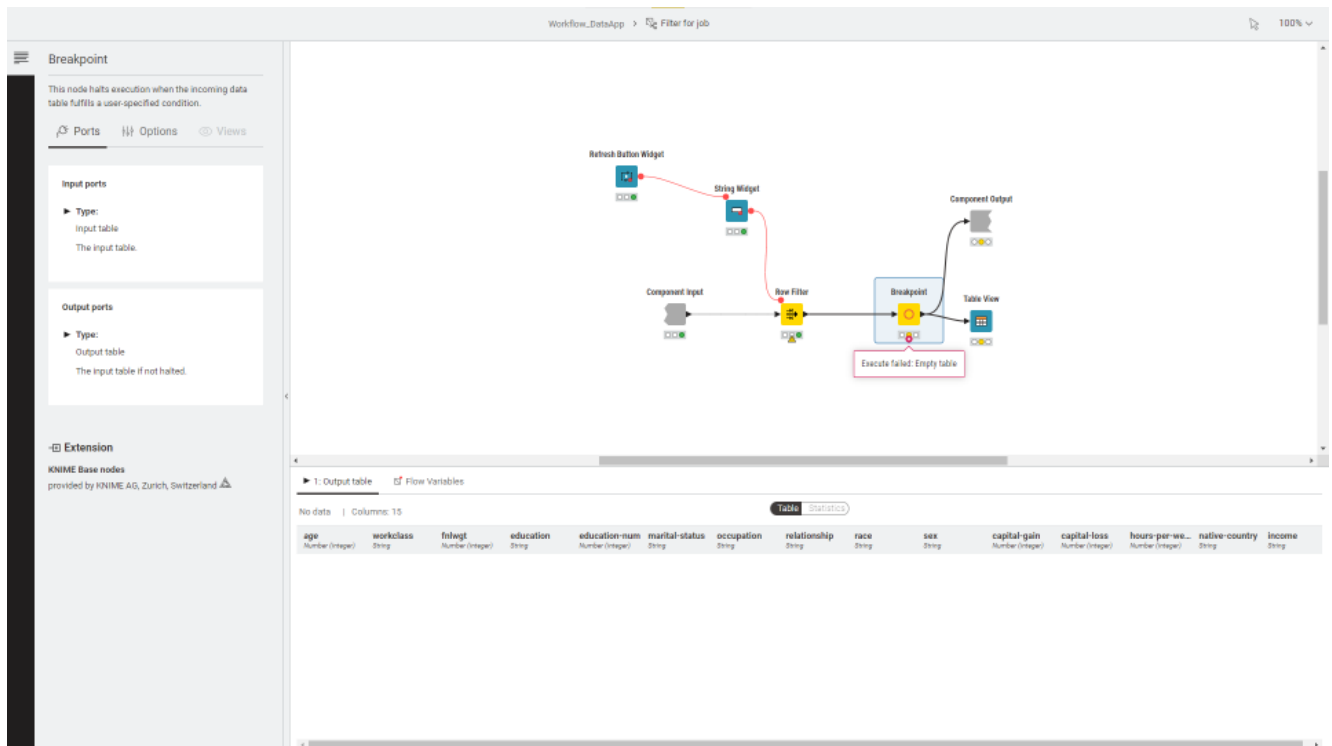 Workflow_DataApp > Filter for job
100%
Breakpoint
This node halts execution when the incoming data
table fulfills a user-specified condition.
Ports Options Views
Input ports
Type:
Input table
The input table.
Output ports
Type:
Output table
The input table if not halted.
Extension
KNIME Base nodes
provided by KNIME AG, Zurich, Switzerland
Refresh Button Widget
String Widget
Component Output
Component Input
Row Filter
Breakpoint
Table View
Execute failed: Empty table
1: Output table Flow Variables
No data | Columns: 15
Table Statistics
age workclass fnlwgt education education-num marital-status occupation relationship race sex capital-gain capital-loss hours-per-we... native-country income
Number (integer) String Number (integer) String Number (integer) String String String String String Number (integer) Number (integer) Number (integer) String String